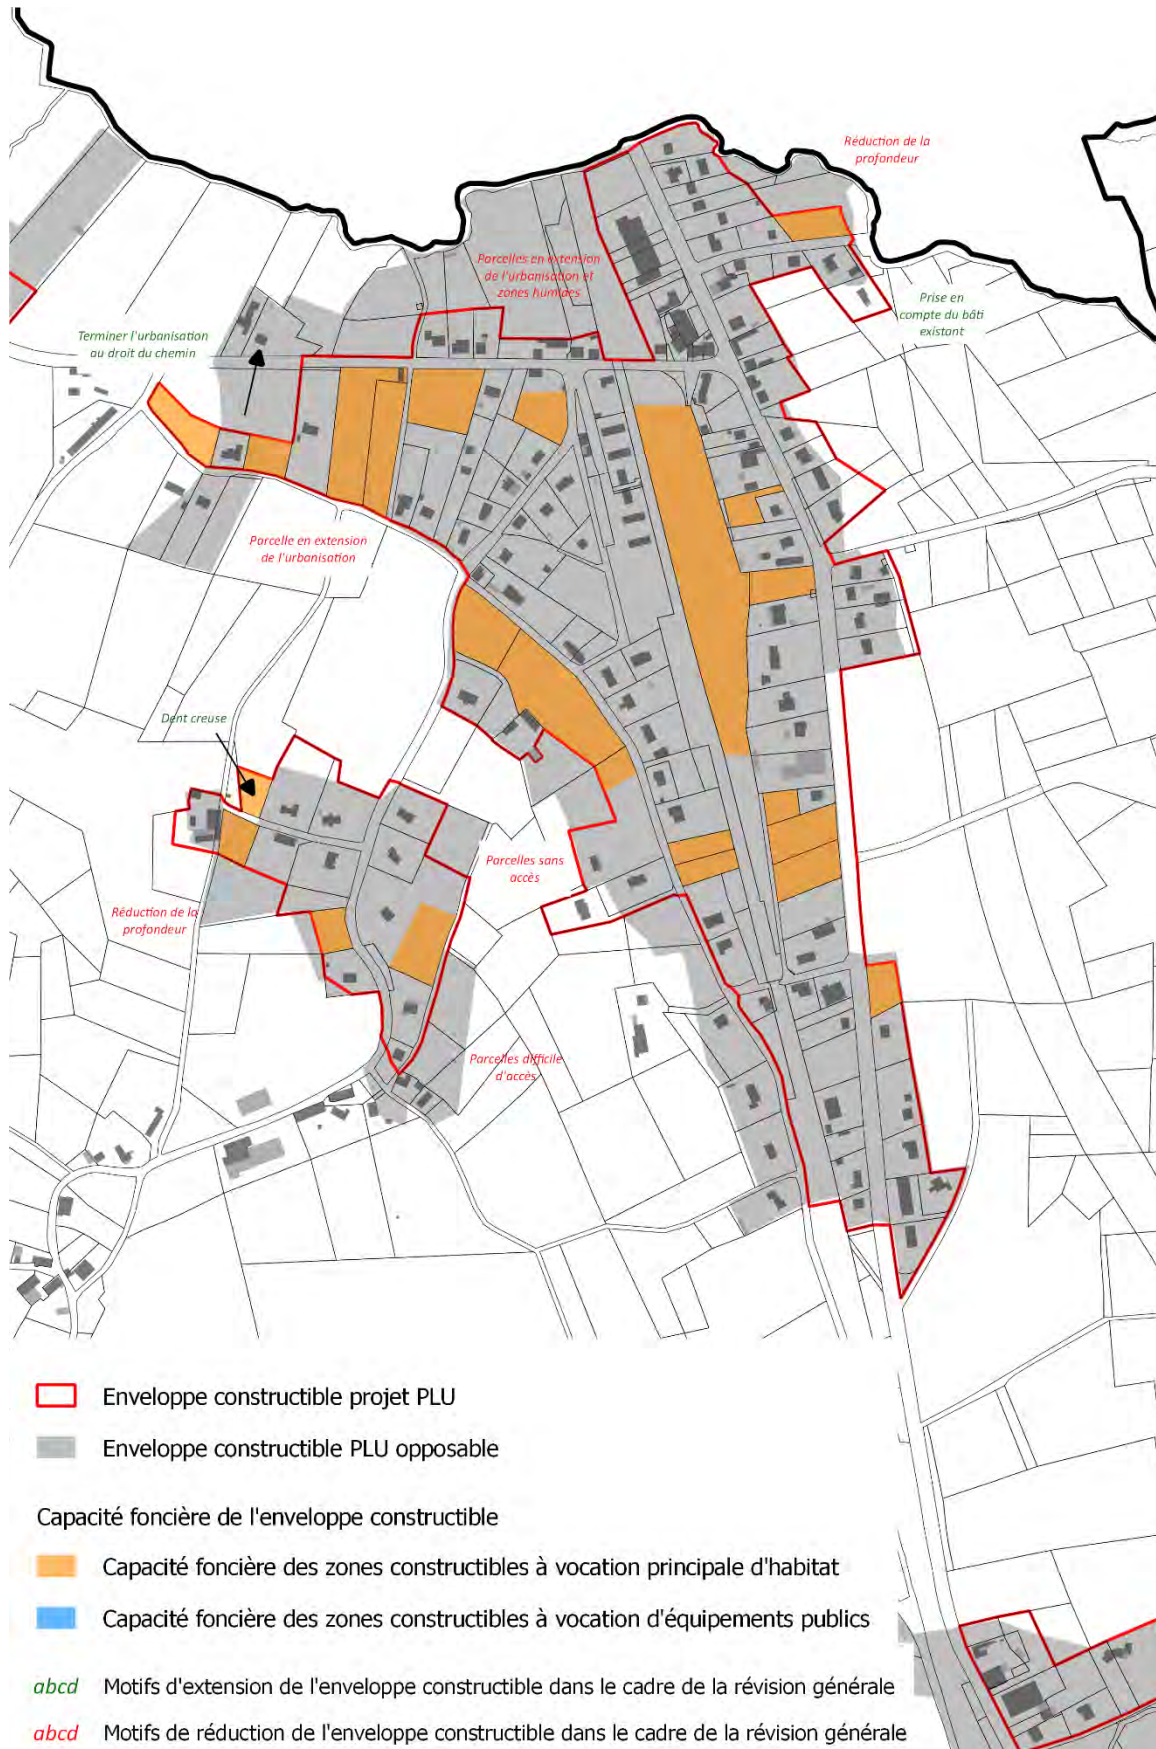 Réduction de la
profondeur
Parcelles en extension
de l'urbanisation et
zones humides
Prise en
compte du bâti
existant
Terminer l'urbanisation
au droit du chemin
Parcelle en extension
de l'urbanisation
Dent creuse
Parcelles sans
accès
Réduction de la
profondeur
Parcelles difficile
d'accès
Enveloppe constructible projet PLU
Enveloppe constructible PLU opposable
Capacité foncière de l'enveloppe constructible
Capacité foncière des zones constructibles à vocation principale d'habitat
Capacité foncière des zones constructibles à vocation d'équipements publics
abcd Motifs d'extension de l'enveloppe constructible dans le cadre de la révision générale
abcd Motifs de réduction de l'enveloppe constructible dans le cadre de la révision générale